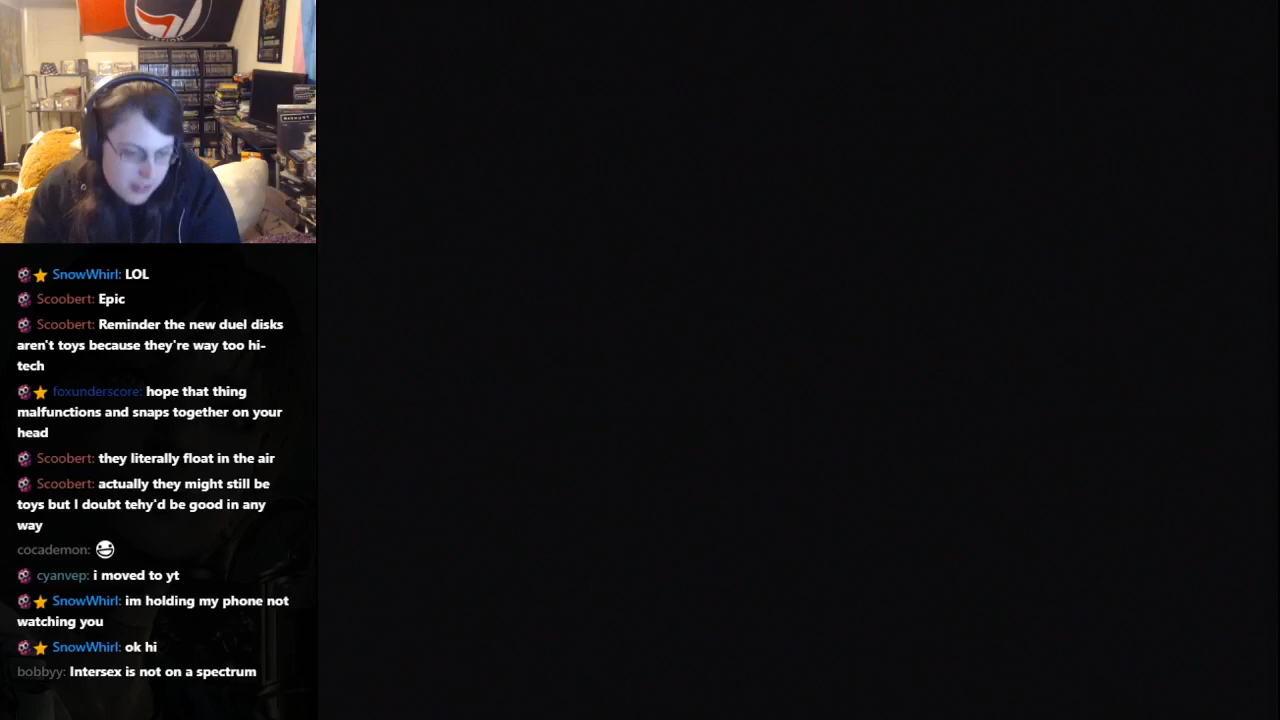 ACTION
SnowWhirl: LOL
Scoobert: Epic
Scoobert: Reminder the new duel disks
aren't toys because they're way too hi-
tech
foxunderscore: hope that thing
malfunctions and snaps together on your
head
Scoobert: they literally float in the air
Scoobert: actually they might still be
toys but I doubt tehy'd be good in any
way
cocademon:
cyanvep: i moved to yt
SnowWhirl: im holding my phone not
watching you
SnowWhirl: ok hi
bobbyy: Intersex is not on a spectrum